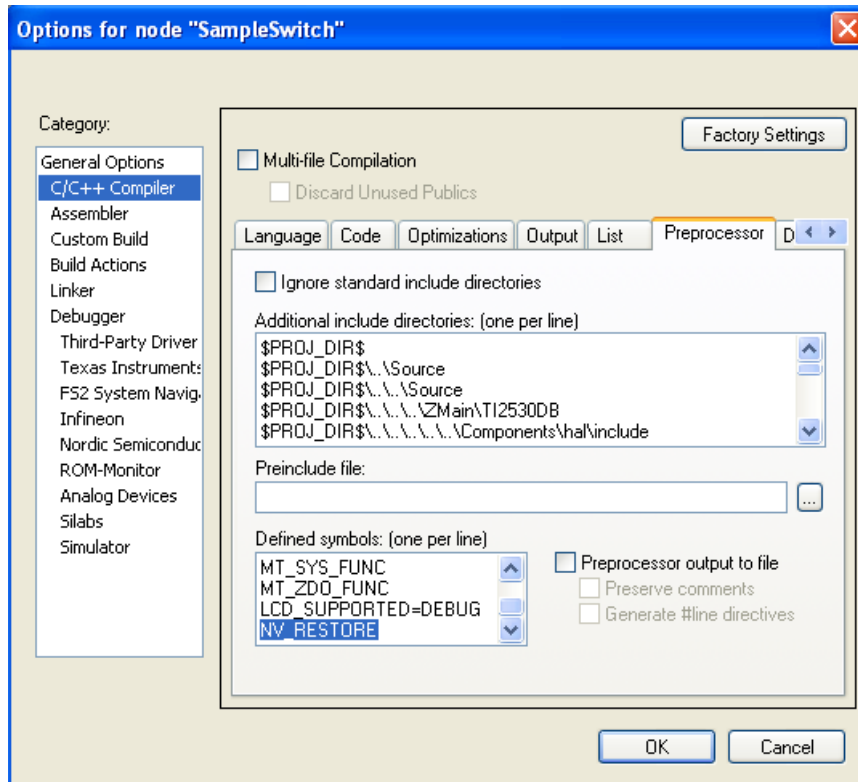 Options for node "SampleSwitch"
Category:
General Options
C/C++ Compiler
Assembler
Custom Build
Build Actions
Linker
Debugger
Third-Party Driver
Texas Instruments
FS2 System Navig
Infineon
Nordic Semiconduc
ROM-Monitor
Analog Devices
Silabs
Simulator
Factory Settings
Multi-file Compilation
Discard Unused Publics
Language Code Optimizations Output List Preprocessor D
Ignore standard include directories
Additional include directories: (one per line)
$PROJ_DIR$
$PROJ_DIR$\..\Source
$PROJ_DIR$\..\..\Source
$PROJ_DIR$\..\..\..\ZMain\TI2530DB
$PROJ_DIR$\..\..\..\..\..\Components\hal\include
Preinclude file:
...
Defined symbols: (one per line)
MT_SYS_FUNC
MT_ZDO_FUNC
LCD_SUPPORTED=DEBUG
NV_RESTORE
Preprocessor output to file
Preserve comments
Generate #line directives
OK Cancel